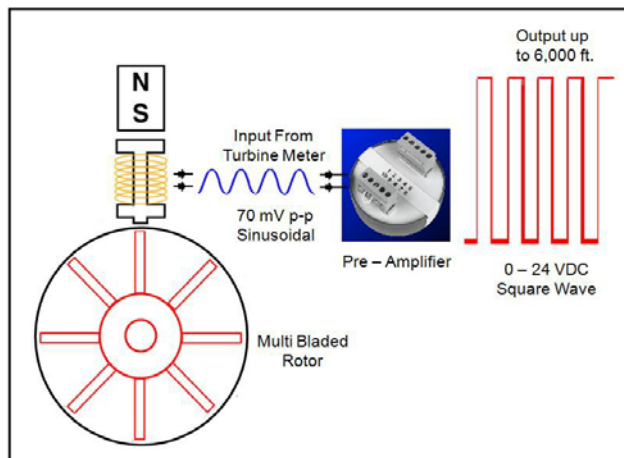 Output up
to 6,000 ft.
N
S
Input From
Turbine Meter
70 mV p-p
Sinusoidal
Pre – Amplifier
0 – 24 VDC
Square Wave
Multi Bladed
Rotor